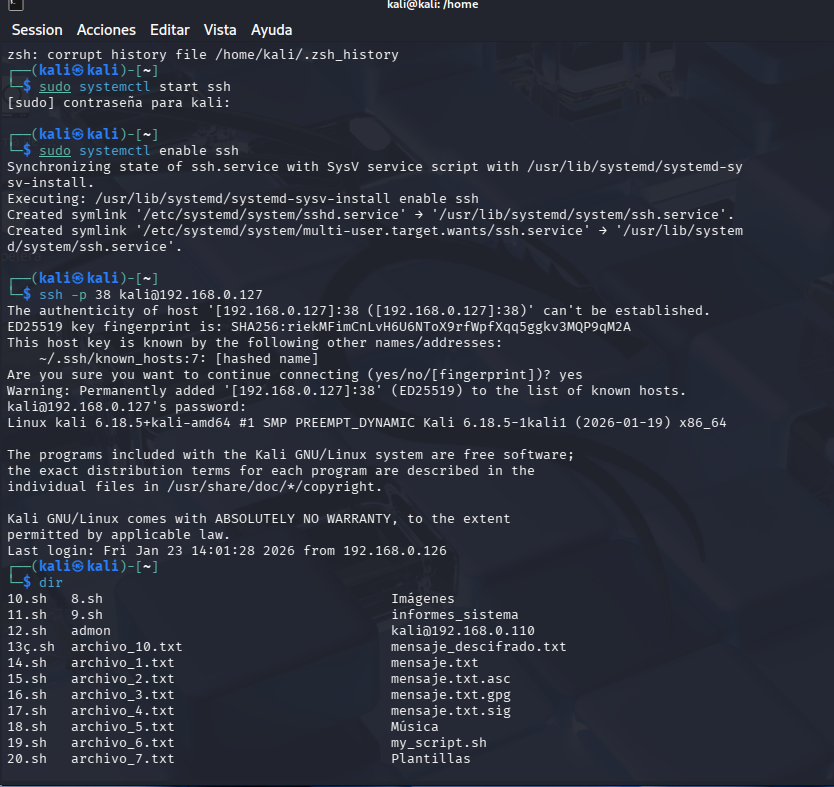 kali@kali: /home
Session Acciones Editar Vista Ayuda
zsh: corrupt history file /home/kali/.zsh_history
┌──(kali㉿kali)-[~]
└─$ sudo systemctl start ssh
[sudo] contraseña para kali:
┌──(kali㉿kali)-[~]
└─$ sudo systemctl enable ssh
Synchronizing state of ssh.service with SysV service script with /usr/lib/systemd/systemd-sy
sv-install.
Executing: /usr/lib/systemd/systemd-sysv-install enable ssh
Created symlink '/etc/systemd/system/sshd.service' → '/usr/lib/systemd/system/ssh.service'.
Created symlink '/etc/systemd/system/multi-user.target.wants/ssh.service' → '/usr/lib/system
d/system/ssh.service'.
┌──(kali㉿kali)-[~]
└─$ ssh -p 38 kali@192.168.0.127
The authenticity of host '[192.168.0.127]:38 ([192.168.0.127]:38)' can't be established.
ED25519 key fingerprint is: SHA256:riekMFimCnLvH6U6NToX9rfWpfXqq5ggkv3MQP9qM2A
This host key is known by the following other names/addresses:
    ~/.ssh/known_hosts:7: [hashed name]
Are you sure you want to continue connecting (yes/no/[fingerprint])? yes
Warning: Permanently added '[192.168.0.127]:38' (ED25519) to the list of known hosts.
kali@192.168.0.127's password:
Linux kali 6.18.5+kali-amd64 #1 SMP PREEMPT_DYNAMIC Kali 6.18.5-1kali1 (2026-01-19) x86_64
The programs included with the Kali GNU/Linux system are free software;
the exact distribution terms for each program are described in the
individual files in /usr/share/doc/*/copyright.
Kali GNU/Linux comes with ABSOLUTELY NO WARRANTY, to the extent
permitted by applicable law.
Last login: Fri Jan 23 14:01:28 2026 from 192.168.0.126
┌──(kali㉿kali)-[~]
└─$ dir
10.sh   8.sh   Imágenes
11.sh   9.sh   informes_sistema
12.sh   admon   kali@192.168.0.110
13ç.sh  archivo_10.txt   mensaje_descifrado.txt
14.sh   archivo_1.txt   mensaje.txt
15.sh   archivo_2.txt   mensaje.txt.asc
16.sh   archivo_3.txt   mensaje.txt.gpg
17.sh   archivo_4.txt   mensaje.txt.sig
18.sh   archivo_5.txt   Música
19.sh   archivo_6.txt   my_script.sh
20.sh   archivo_7.txt   Plantillas